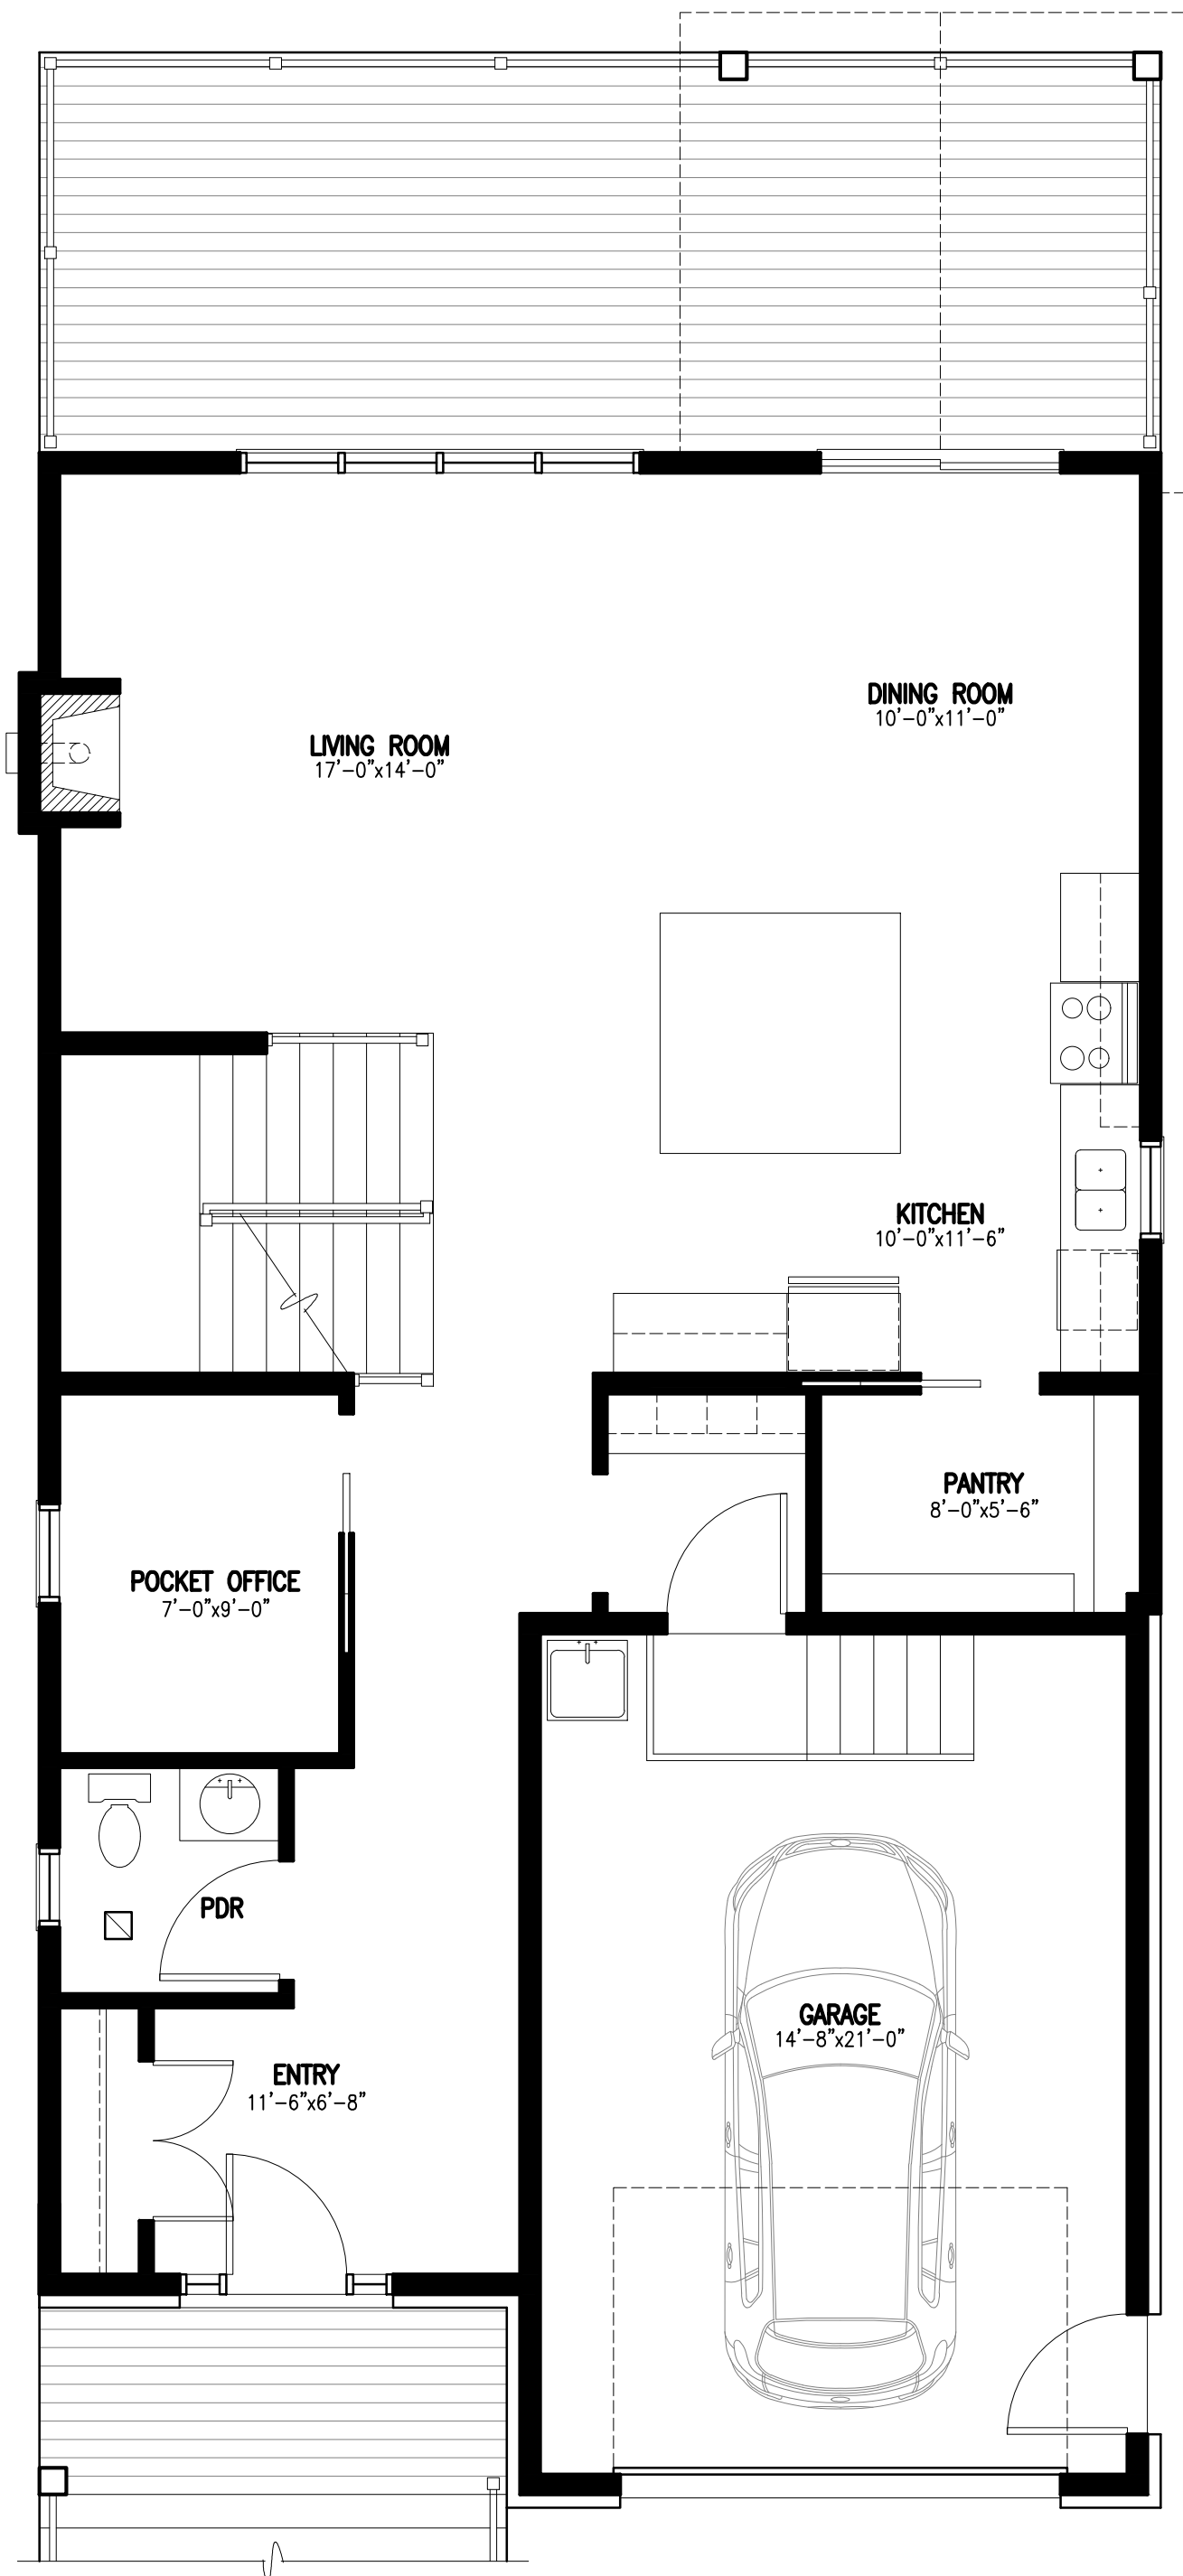 DINING ROOM
10'-0"x11'-0"
LIVING ROOM
17'-0"x14'-0"
KITCHEN
10'-0"x11'-6"
PANTRY
8'-0"x5'-6"
POCKET OFFICE
7'-0"x9'-0"
PDR
GARAGE
14'-8"x21'-0"
ENTRY
11'-6"x6'-8"